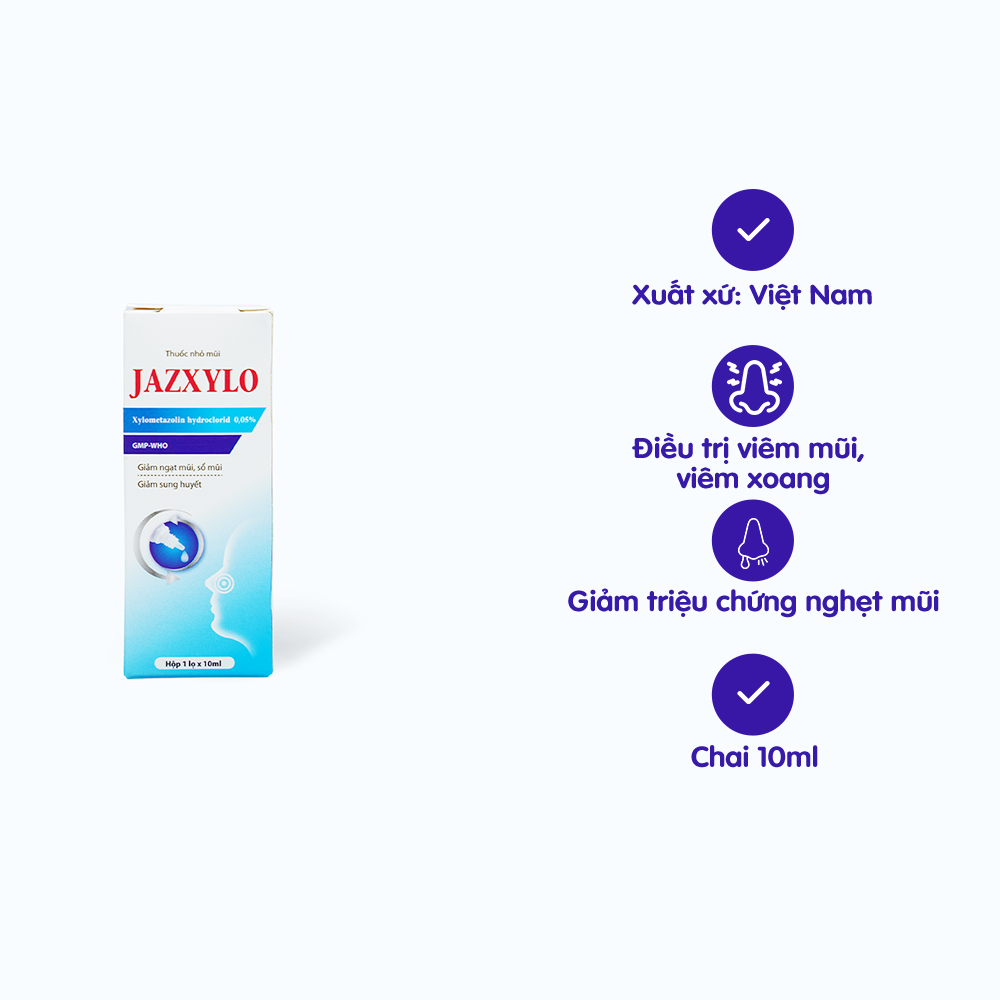 Thuốc nhỏ mũi
JAZXYLO
Xylometazolin hydroclorid 0,05%
GMP-WHO
Giảm ngạt mũi, sổ mũi
Giảm sung huyết
Hộp 1 lọ x 10ml
Xuất xứ: Việt Nam
Điều trị viêm mũi,
viêm xoang
Giảm triệu chứng nghẹt mũi
Chai 10ml